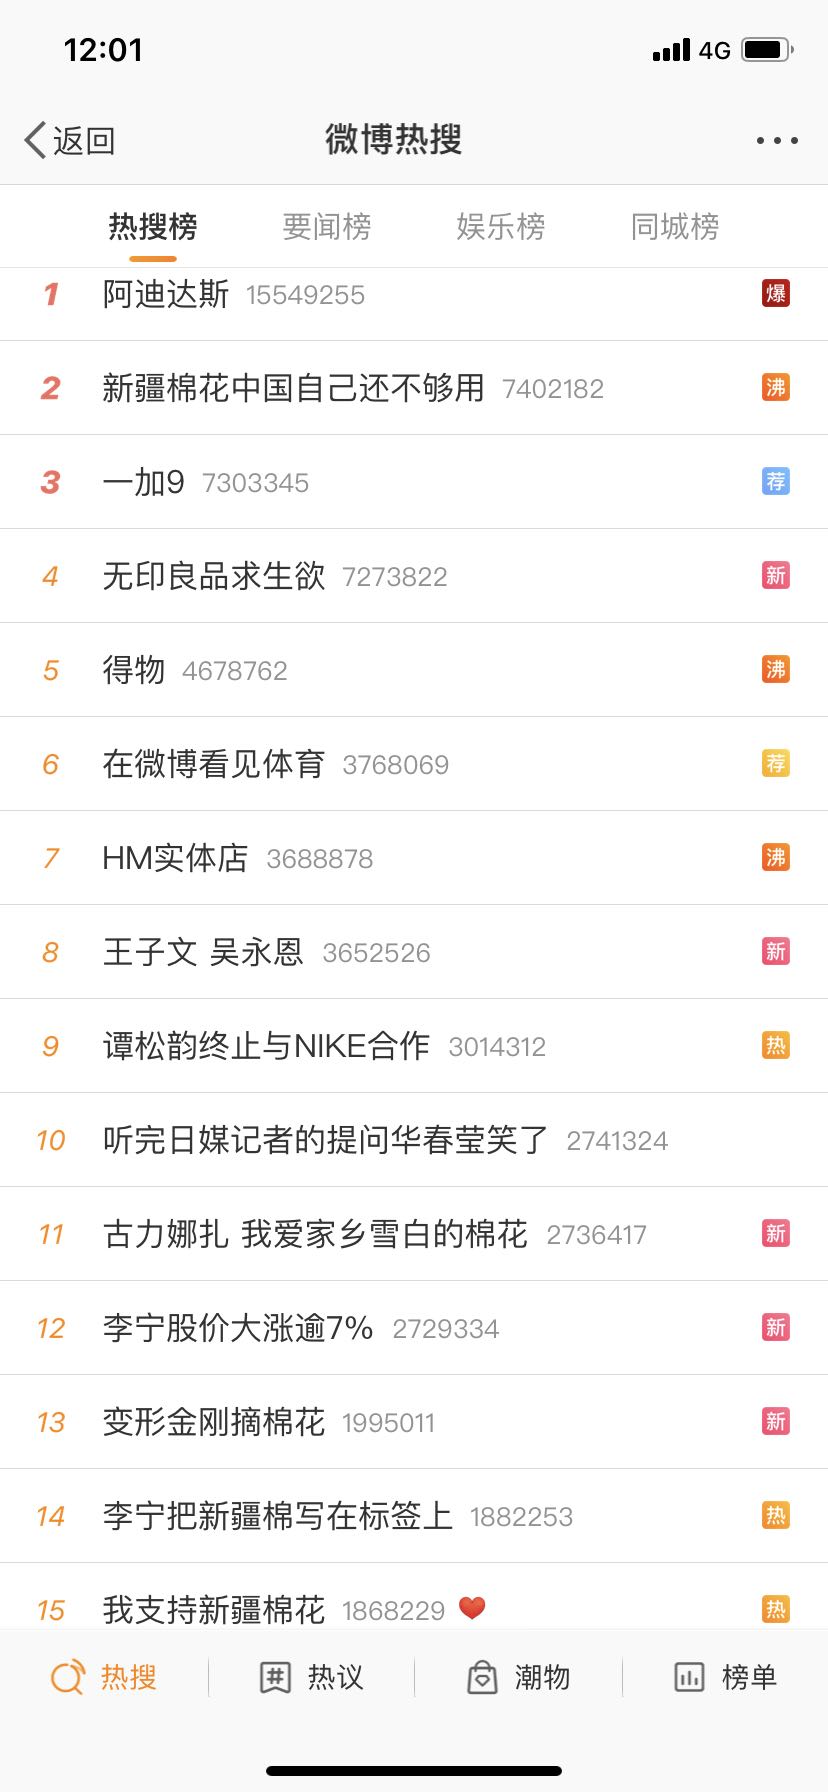 12:01 4G
返回 微博热搜
热搜榜 要闻榜 娱乐榜 同城榜
1 阿迪达斯 15549255 爆
2 新疆棉花中国自己还不够用 7402182 沸
3 一加9 7303345 荐
4 无印良品求生欲 7273822 新
5 得物 4678762 沸
6 在微博看见体育 3768069 荐
7 HM实体店 3688878 沸
8 王子文 吴永恩 3652526 新
9 谭松韵终止与NIKE合作 3014312 热
10 听完日媒记者的提问华春莹笑了 2741324
11 古力娜扎 我爱家乡雪白的棉花 2736417 新
12 李宁股价大涨逾7% 2729334 新
13 变形金刚摘棉花 1995011 新
14 李宁把新疆棉写在标签上 1882253 热
15 我支持新疆棉花 1868229 ❤️ 热
热搜 热议 潮物 榜单